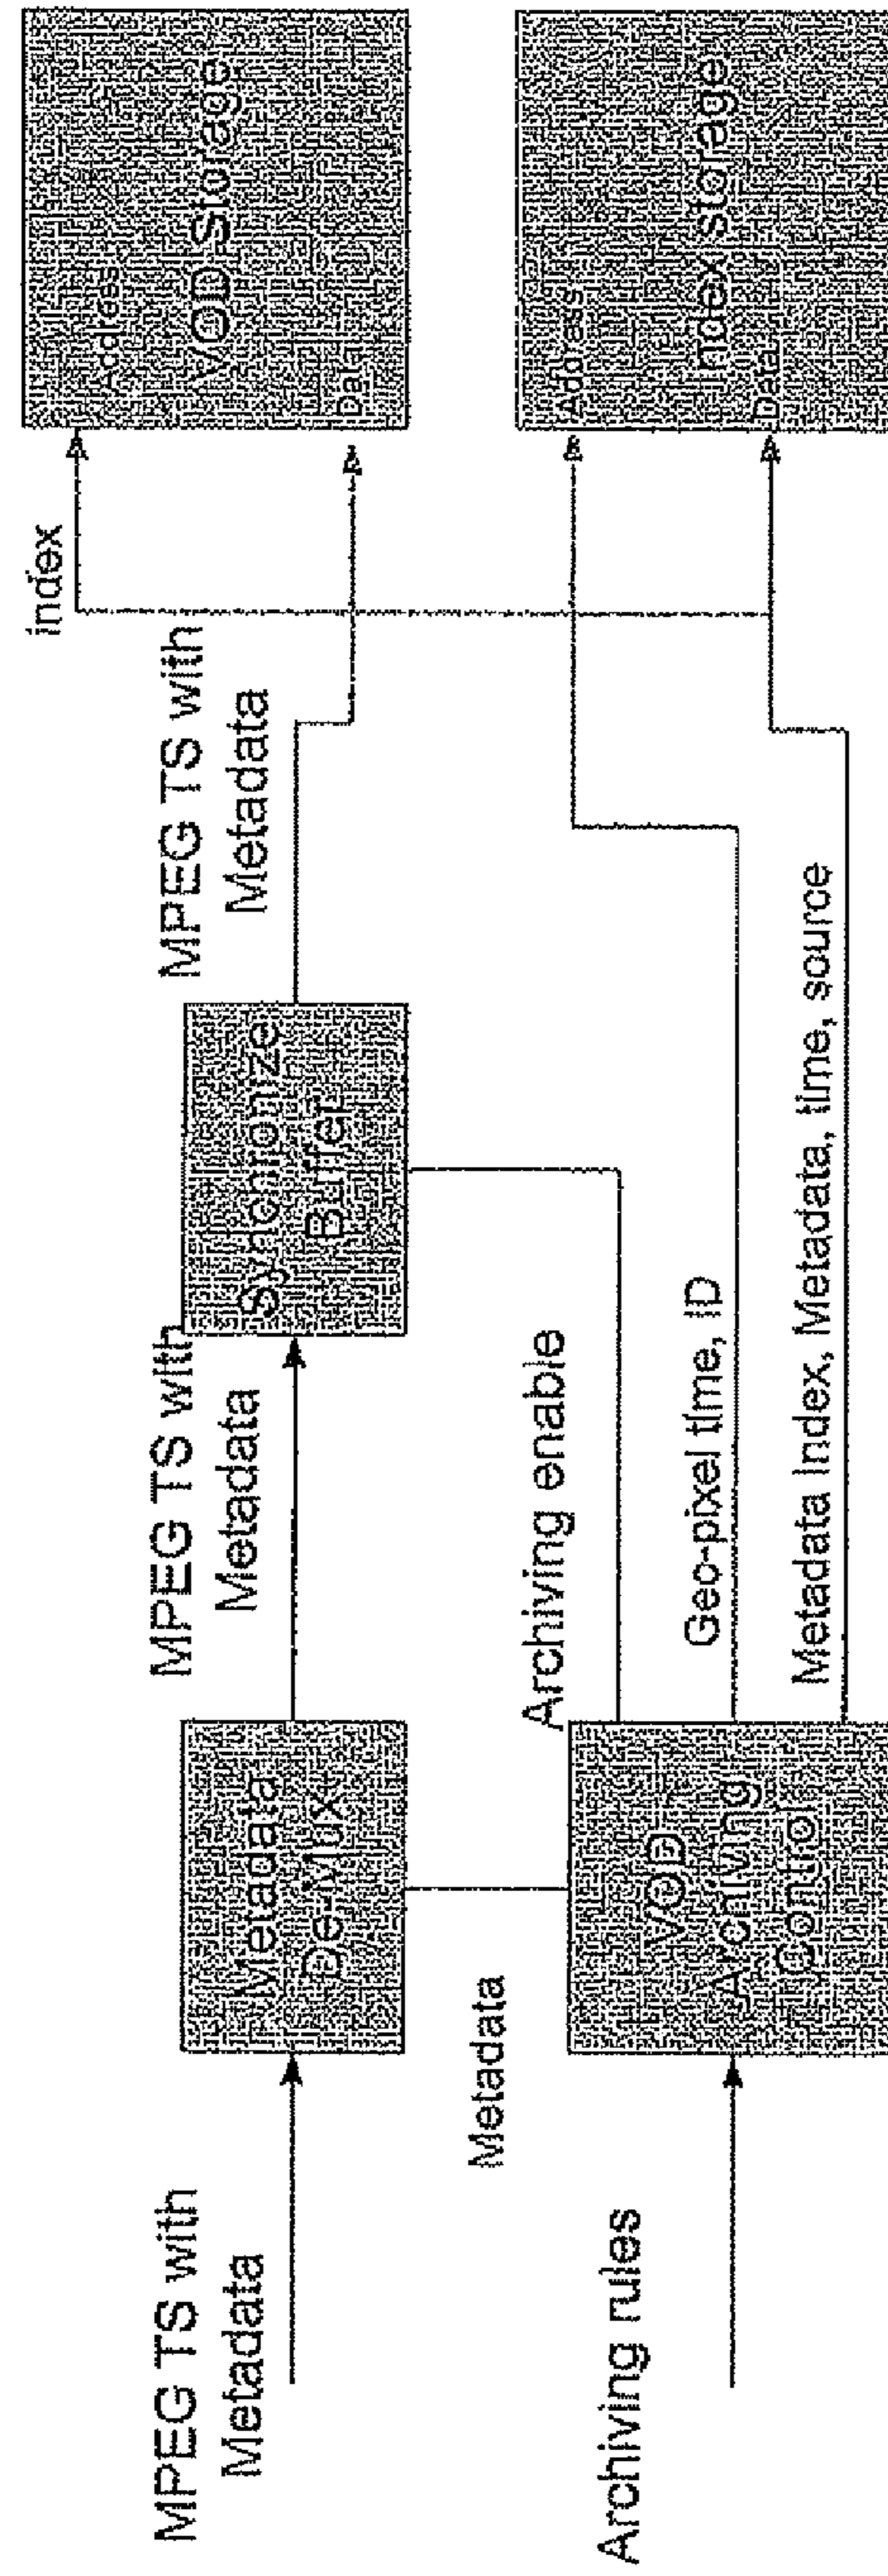 MPEG TS with
Metadata
Metadata
De-Mux
MPEG TS with
Metadata
Synchronize
Buffer
MPEG TS with
Metadata
index
Address
VOD Storage
Data
Metadata
Archiving rules
VOD
Archiving
Control
Archiving enable
Geo-pixel time, ID
Metadata Index, Metadata, time, source
Address
Index storage
Data